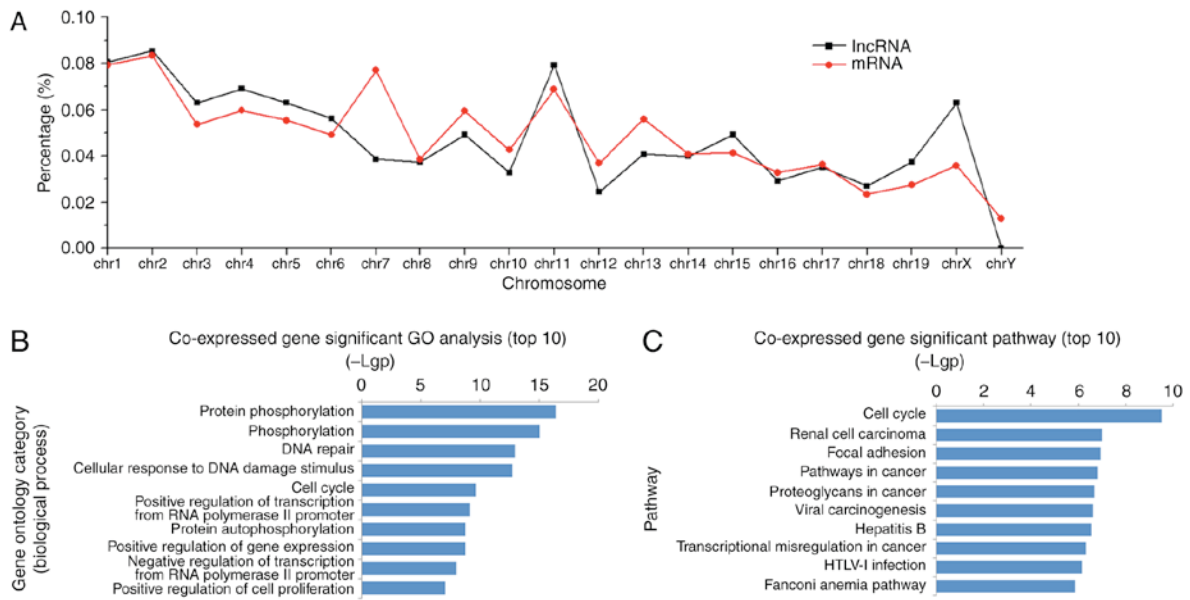 A
Percentage (%)
0.10
0.08
0.06
0.04
0.02
0.00
lncRNA
mRNA
chr1 chr2 chr3 chr4 chr5 chr6 chr7 chr8 chr9 chr10 chr11 chr12 chr13 chr14 chr15 chr16 chr17 chr18 chr19 chrX chrY
Chromosome
B
Co-expressed gene significant GO analysis (top 10)
(–Lgp)
0 5 10 15 20
Gene ontology category
(biological process)
Protein phosphorylation
Phosphorylation
DNA repair
Cellular response to DNA damage stimulus
Cell cycle
Positive regulation of transcription
from RNA polymerase II promoter
Protein autophosphorylation
Positive regulation of gene expression
Negative regulation of transcription
from RNA polymerase II promoter
Positive regulation of cell proliferation
C
Co-expressed gene significant pathway (top 10)
(–Lgp)
0 2 4 6 8 10
Pathway
Cell cycle
Renal cell carcinoma
Focal adhesion
Pathways in cancer
Proteoglycans in cancer
Viral carcinogenesis
Hepatitis B
Transcriptional misregulation in cancer
HTLV-I infection
Fanconi anemia pathway